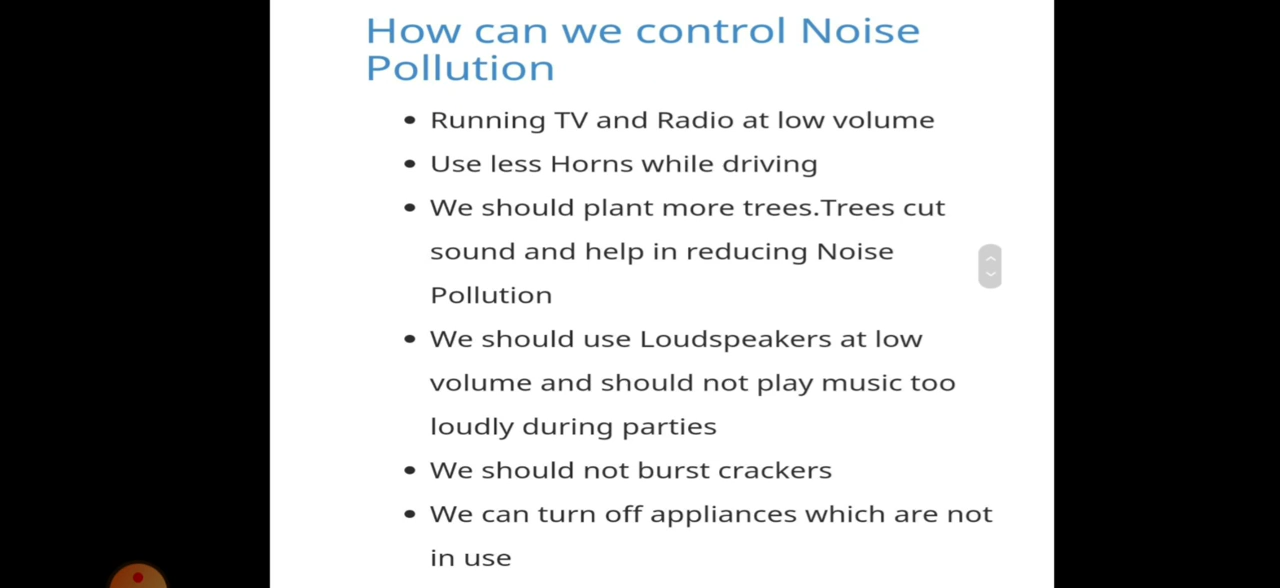 How can we control Noise
Pollution
• Running TV and Radio at low volume
• Use less Horns while driving
• We should plant more trees.Trees cut
sound and help in reducing Noise
Pollution
• We should use Loudspeakers at low
volume and should not play music too
loudly during parties
• We should not burst crackers
• We can turn off appliances which are not
in use